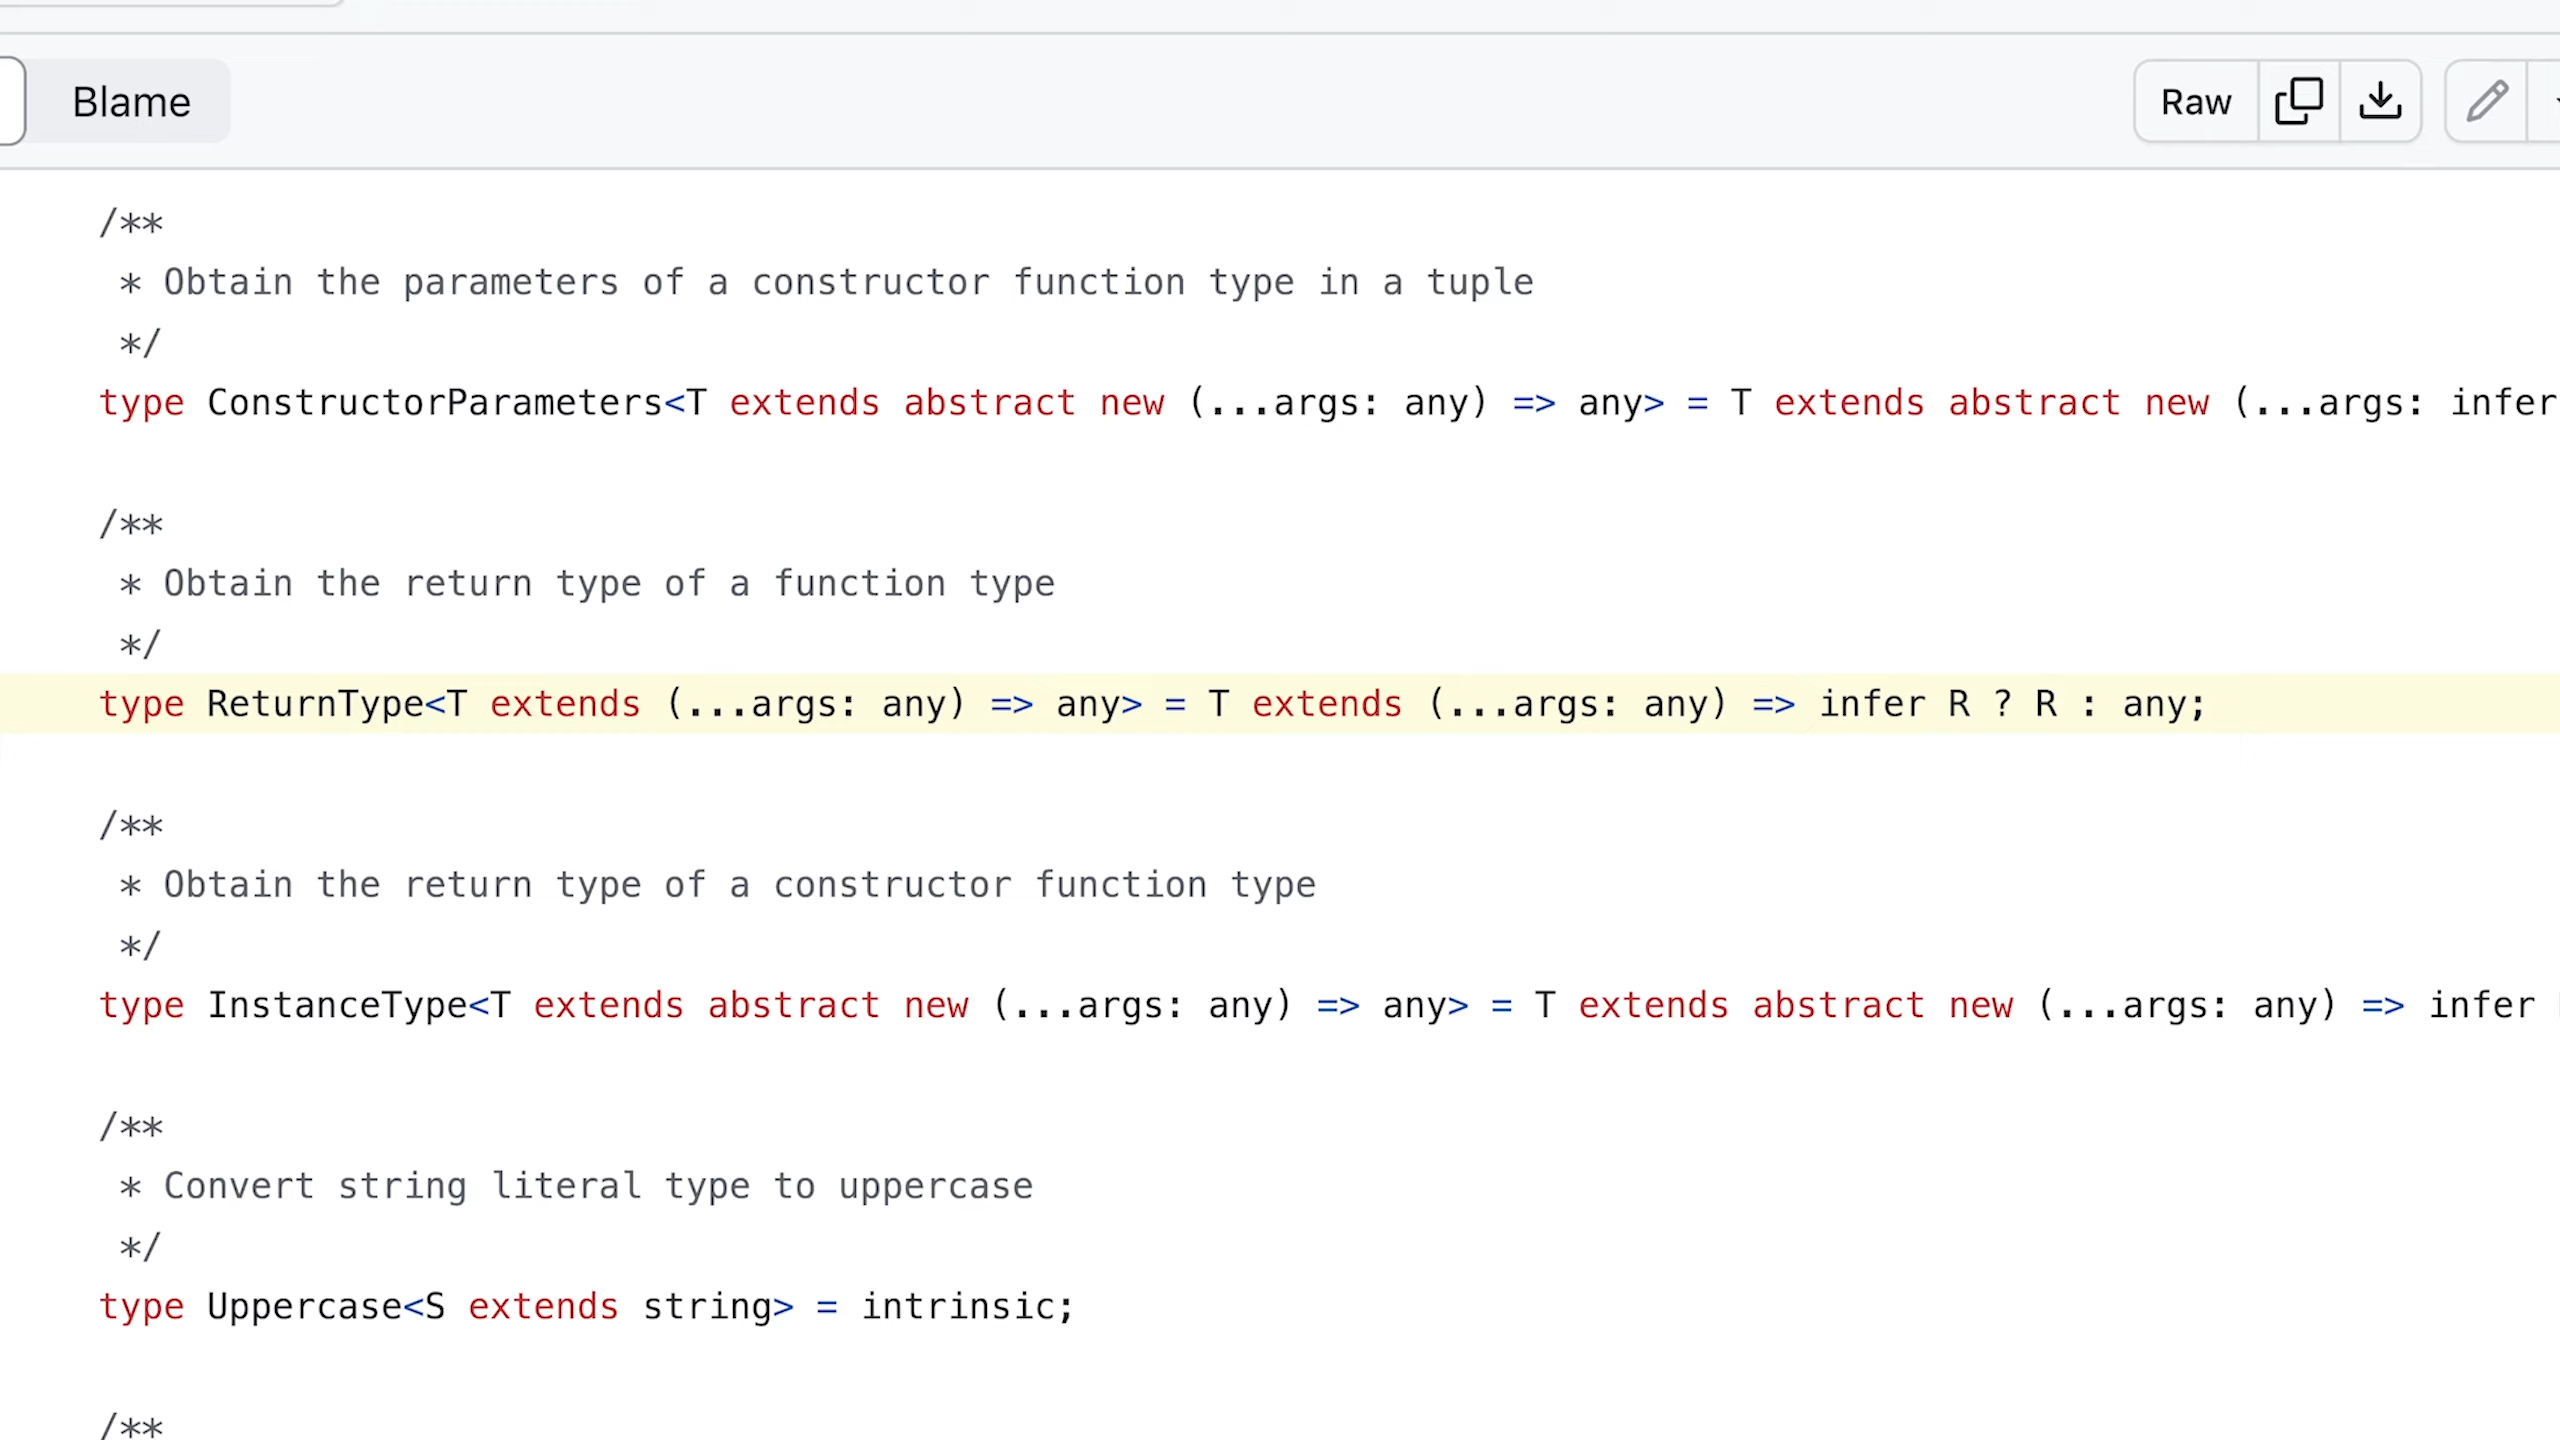 Blame
Raw
/**
* Obtain the parameters of a constructor function type in a tuple
*/
type ConstructorParameters<T extends abstract new (...args: any) => any> = T extends abstract new (...args: infer
/**
* Obtain the return type of a function type
*/
type ReturnType<T extends (...args: any) => any> = T extends (...args: any) => infer R ? R : any;
/**
* Obtain the return type of a constructor function type
*/
type InstanceType<T extends abstract new (...args: any) => any> = T extends abstract new (...args: any) => infer
/**
* Convert string literal type to uppercase
*/
type Uppercase<S extends string> = intrinsic;
/**